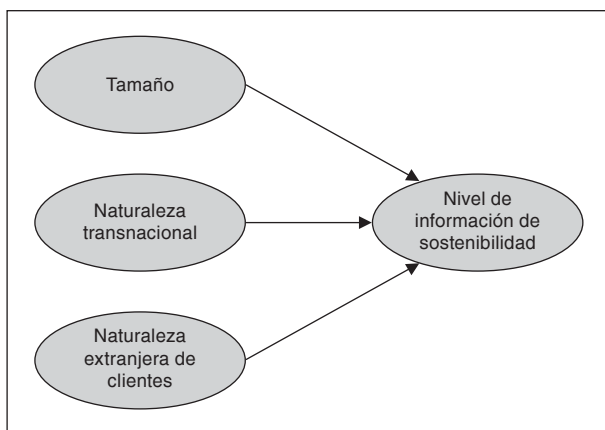 Tamaño
Naturaleza
transnacional
Nivel de
información de
sostenibilidad
Naturaleza
extranjera de
clientes